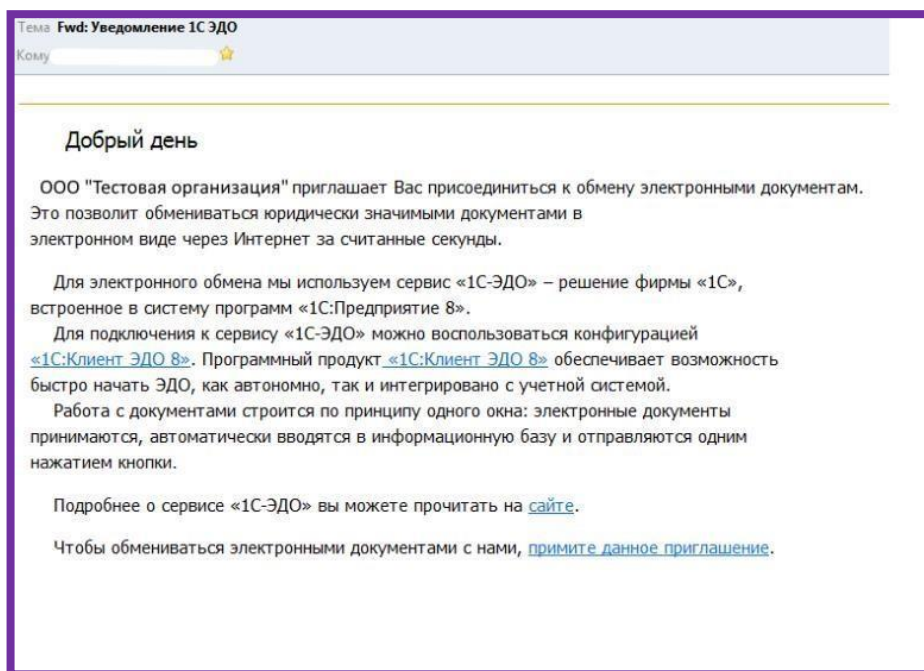 Тема Fwd: Уведомление 1С ЭДО
Кому
Добрый день
ООО "Тестовая организация" приглашает Вас присоединиться к обмену электронными документам.
Это позволит обмениваться юридически значимыми документами в
электронном виде через Интернет за считанные секунды.
Для электронного обмена мы используем сервис «1С-ЭДО» – решение фирмы «1С»,
встроенное в систему программ «1С:Предприятие 8».
Для подключения к сервису «1С-ЭДО» можно воспользоваться конфигурацией
«1С:Клиент ЭДО 8». Программный продукт «1С:Клиент ЭДО 8» обеспечивает возможность
быстро начать ЭДО, как автономно, так и интегрировано с учетной системой.
Работа с документами строится по принципу одного окна: электронные документы
принимаются, автоматически вводятся в информационную базу и отправляются одним
нажатием кнопки.
Подробнее о сервисе «1С-ЭДО» вы можете прочитать на сайте.
Чтобы обмениваться электронными документами с нами, примите данное приглашение.